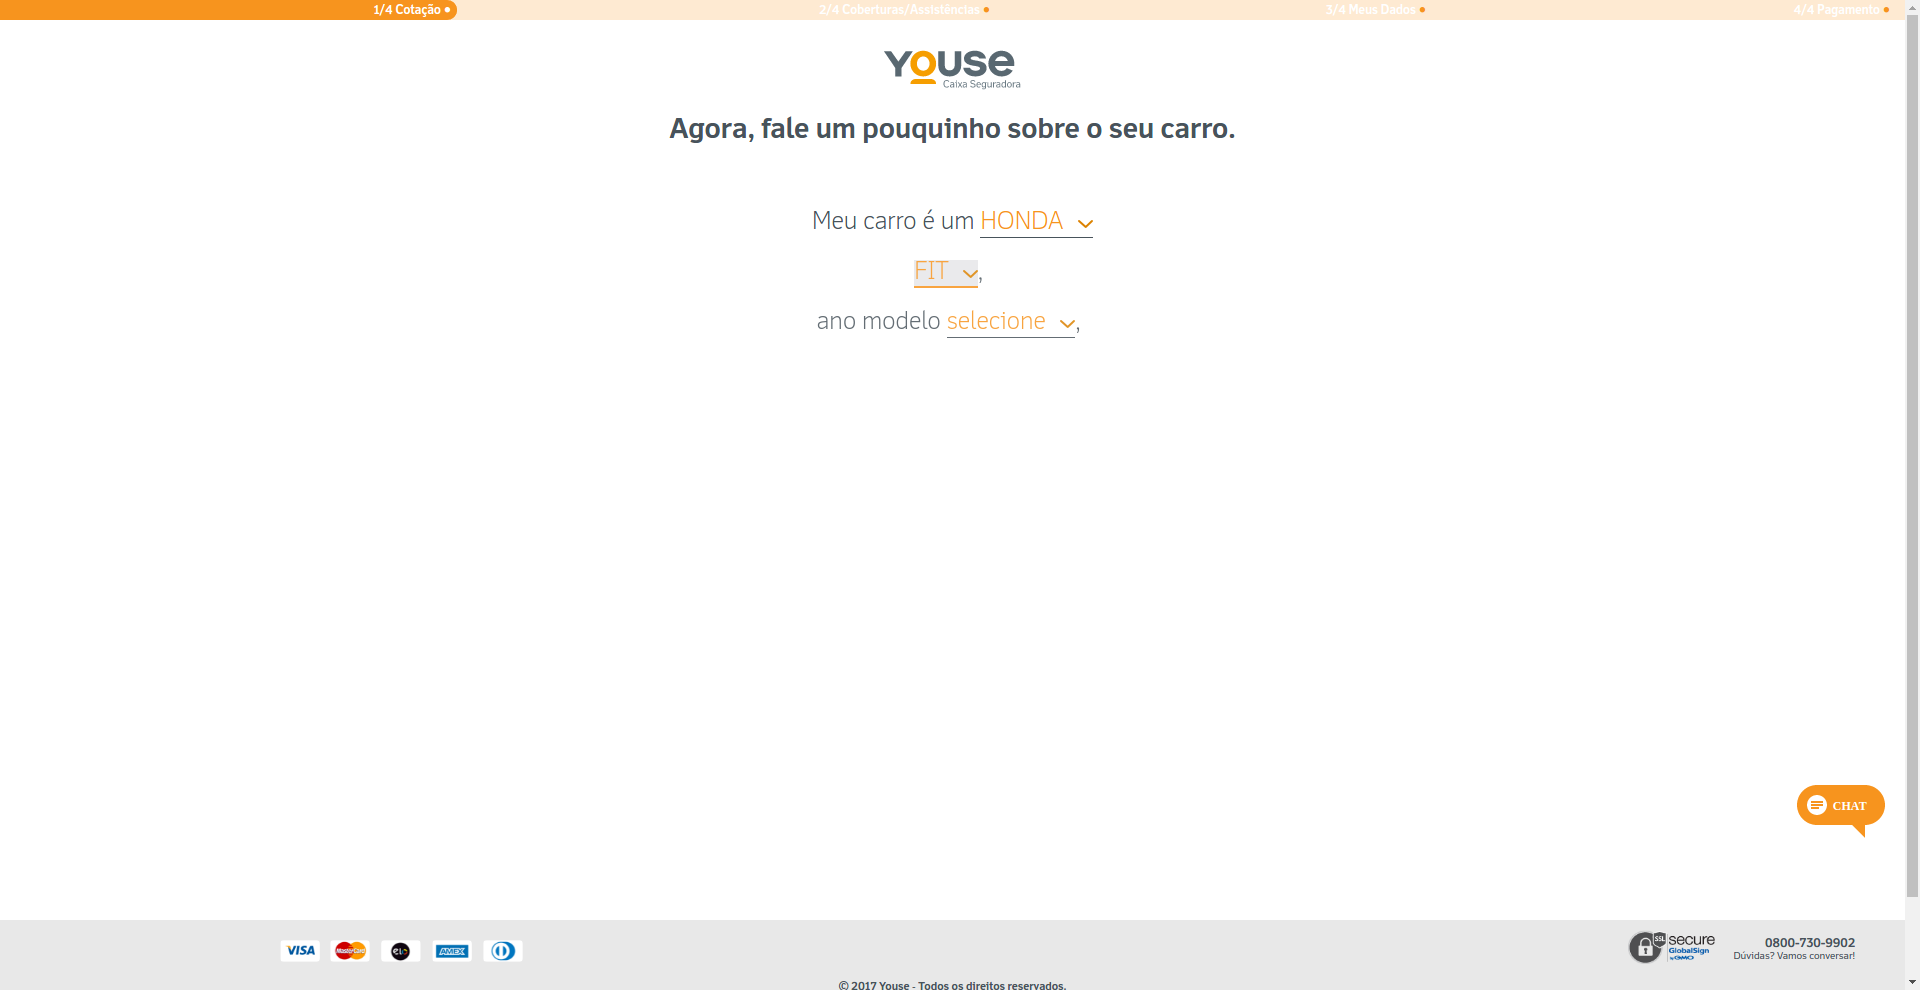 1/4 Cotação
2/4 Coberturas/Assistências
3/4 Meus Dados
4/4 Pagamento
Youse
Caixa Seguradora
Agora, fale um pouquinho sobre o seu carro.
Meu carro é um HONDA
FIT ,
ano modelo selecione ,
CHAT
VISA
MasterCard
elo
AMEX
SSL
secure
GlobalSign
by GMO
0800-730-9902
Dúvidas? Vamos conversar!
© 2017 Youse - Todos os direitos reservados.